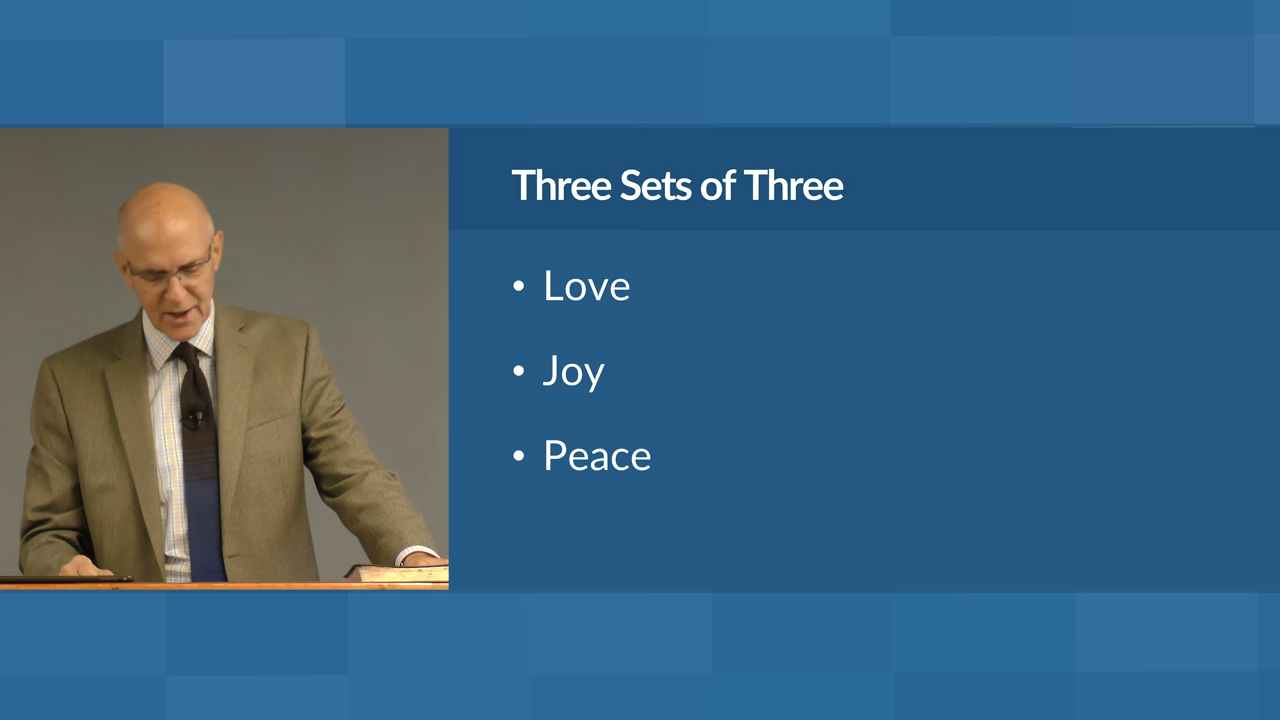 Three Sets of Three
• Love
• Joy
• Peace